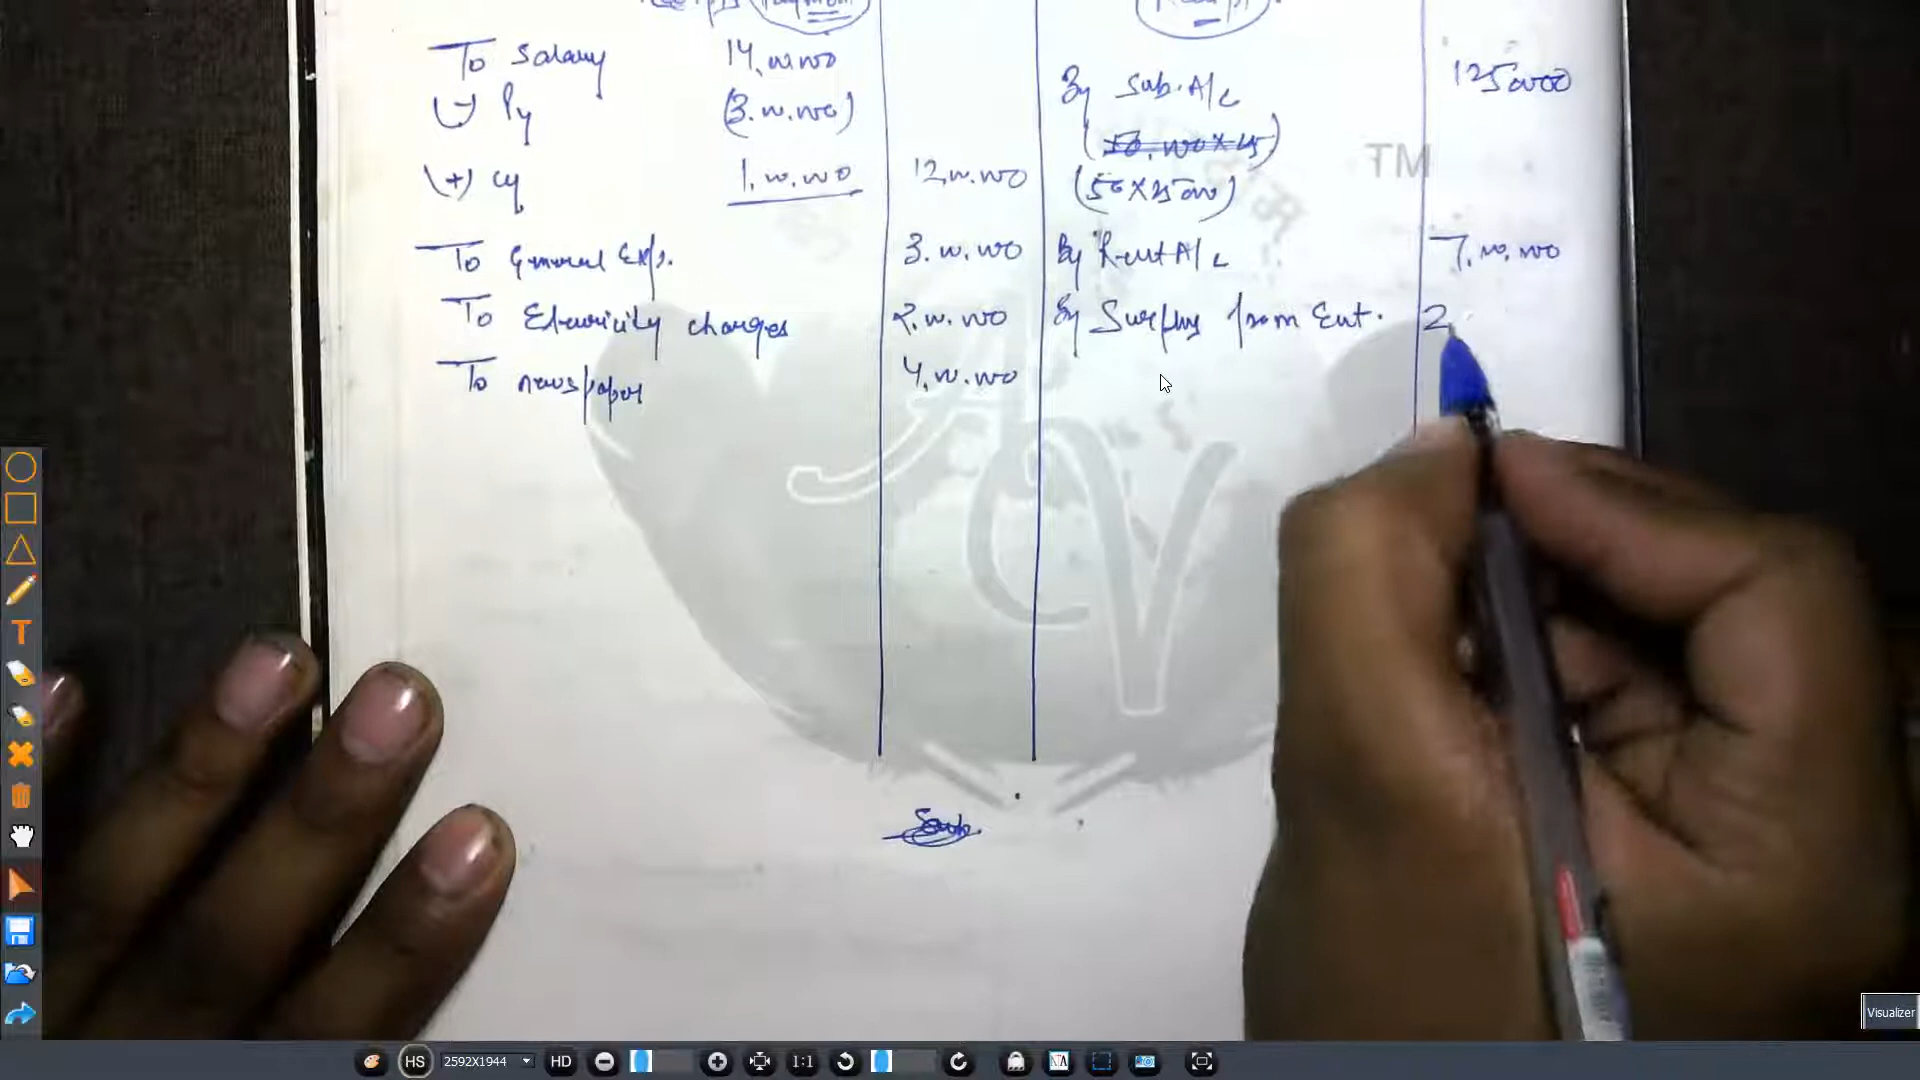 To Salary 14.00.000 By Sub. A/c 1250000
(-) Py (3.00.000)
(50×25000)
(+) Cy 1.00.000 12.00.000
To General Exp. 3.00.000 By Rent A/c 7.00.000
To Electricity charges 2.00.000 By Surplus from Ent. 2
To newspaper 4.00.000
TM
2592X1944 HD 1:1
HS
T
Visualizer